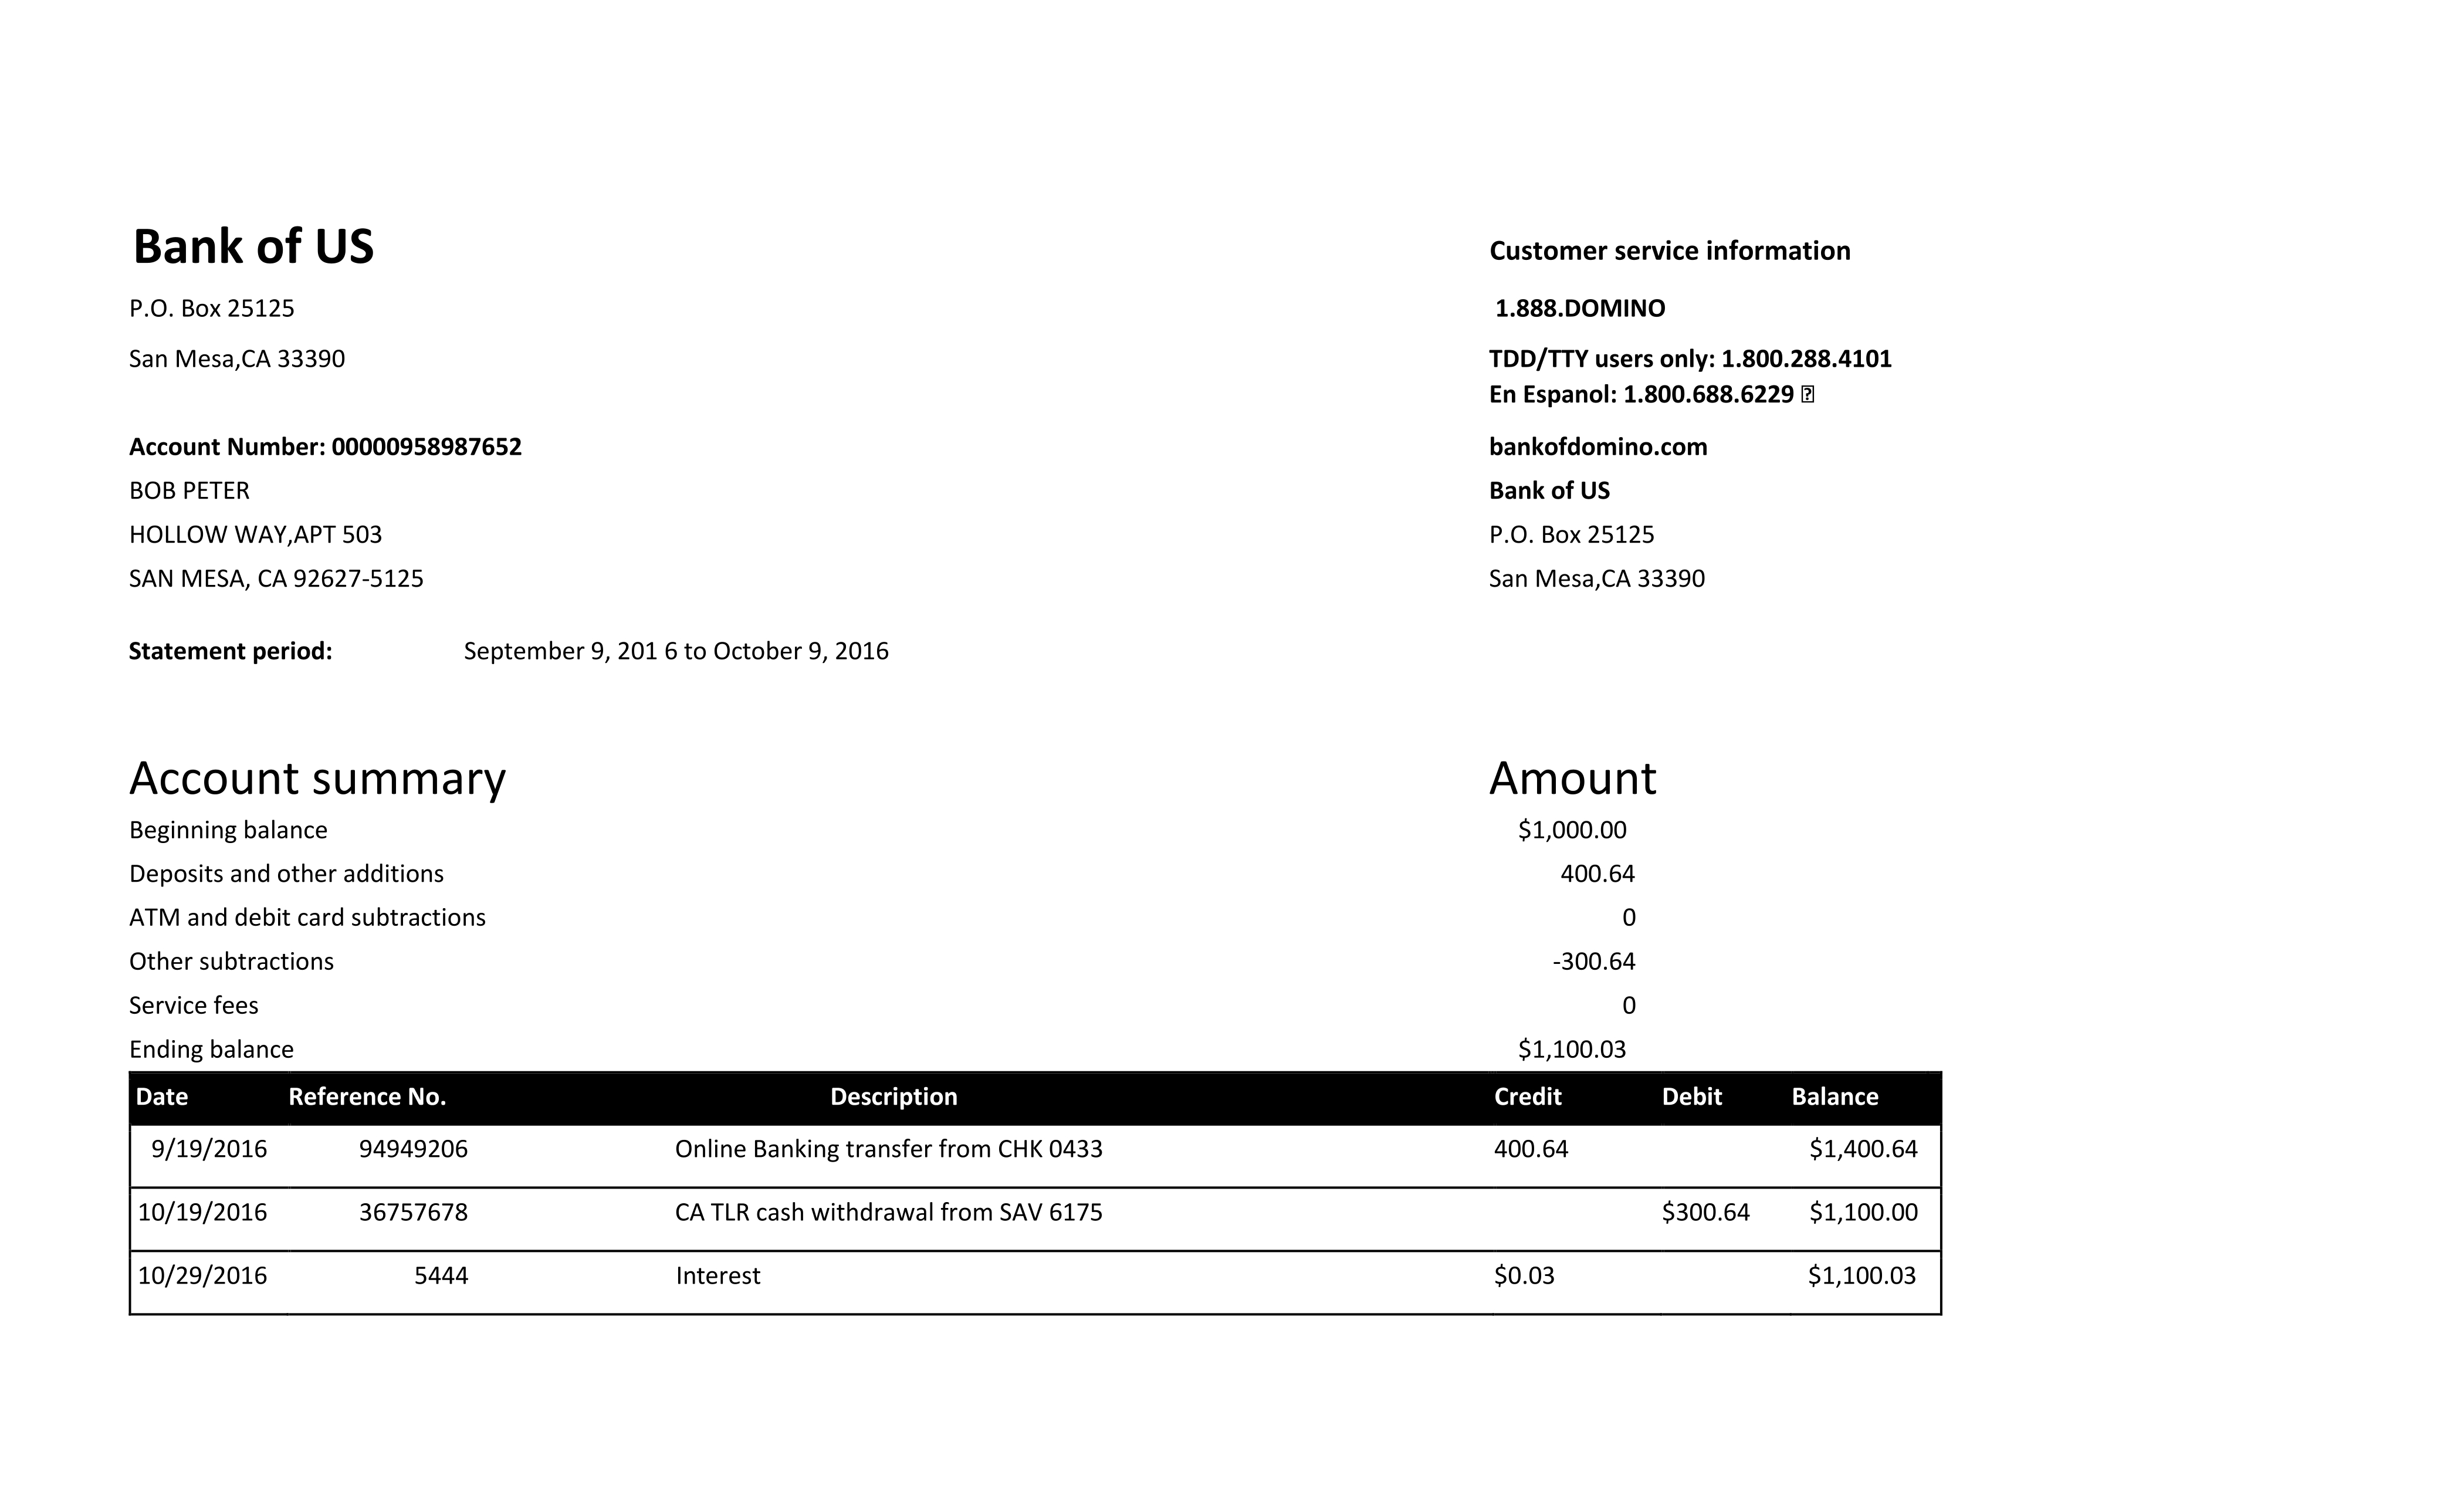 Bank of US
Customer service information
P.O. Box 25125
1.888.DOMINO
San Mesa,CA 33390
TDD/TTY users only: 1.800.288.4101
En Espanol: 1.800.688.6229 
Account Number: 00000958987652
bankofdomino.com
BOB PETER
Bank of US
HOLLOW WAY,APT 503
P.O. Box 25125
SAN MESA, CA 92627-5125
San Mesa,CA 33390
Statement period: September 9, 201 6 to October 9, 2016
Account summary Amount
Beginning balance $1,000.00
Deposits and other additions 400.64
ATM and debit card subtractions 0
Other subtractions -300.64
Service fees 0
Ending balance $1,100.03
Date Reference No. Description Credit Debit Balance
9/19/2016 94949206 Online Banking transfer from CHK 0433 400.64 $1,400.64
10/19/2016 36757678 CA TLR cash withdrawal from SAV 6175 $300.64 $1,100.00
10/29/2016 5444 Interest $0.03 $1,100.03